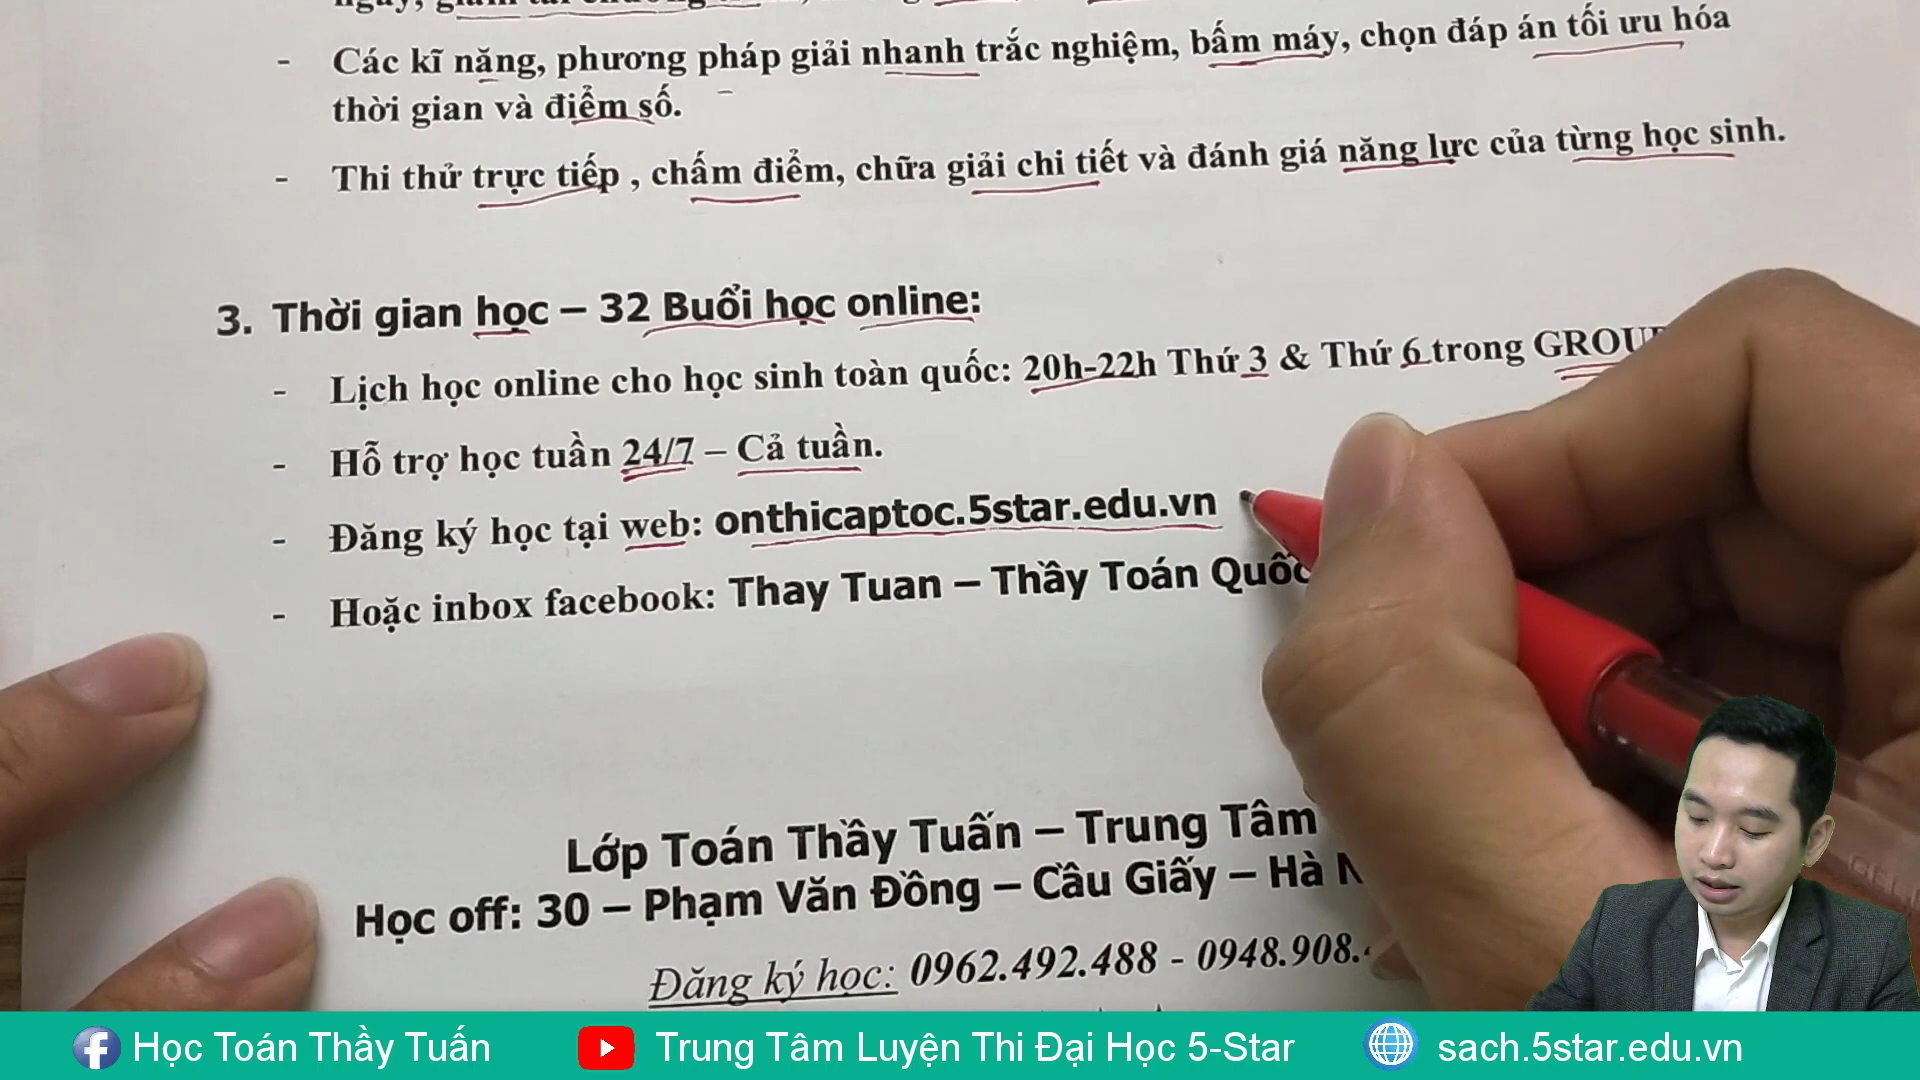 - Các kĩ năng, phương pháp giải nhanh trắc nghiệm, bấm máy, chọn đáp án tối ưu hóa
thời gian và điểm số.
- Thi thử trực tiếp , chấm điểm, chữa giải chi tiết và đánh giá năng lực của từng học sinh.
3. Thời gian học – 32 Buổi học online:
- Lịch học online cho học sinh toàn quốc: 20h-22h Thứ 3 & Thứ 6 trong GROUP
- Hỗ trợ học tuần 24/7 – Cả tuần.
- Đăng ký học tại web: onthicaptoc.5star.edu.vn
- Hoặc inbox facebook: Thay Tuan – Thầy Toán Quốc
Lớp Toán Thầy Tuấn – Trung Tâm
Học off: 30 – Phạm Văn Đồng – Cầu Giấy – Hà
Đăng ký học: 0962.492.488 - 0948.908.
Học Toán Thầy Tuấn
Trung Tâm Luyện Thi Đại Học 5-Star
sach.5star.edu.vn